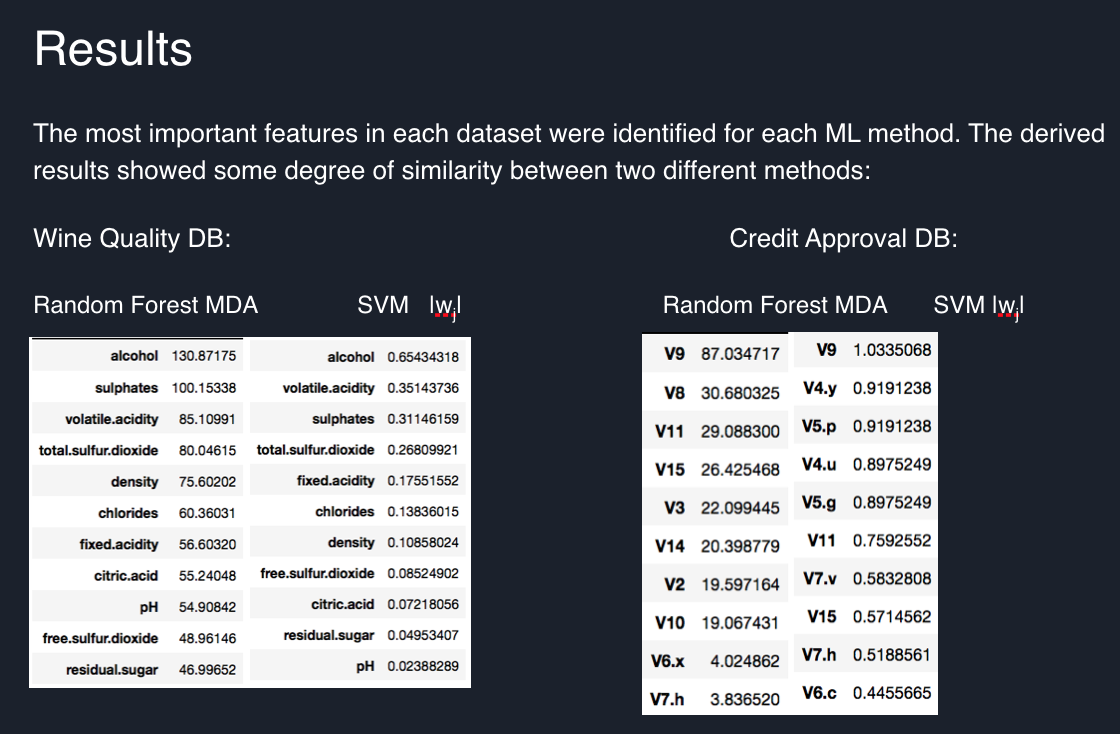 Results
The most important features in each dataset were identified for each ML method. The derived
results showed some degree of similarity between two different methods:
Wine Quality DB:
Credit Approval DB:
Random Forest MDA
SVM |wj|
Random Forest MDA
SVM |wj|
alcohol 130.87175
sulphates 100.15338
volatile.acidity 85.10991
total.sulfur.dioxide 80.04615
density 75.60202
chlorides 60.36031
fixed.acidity 56.60320
citric.acid 55.24048
pH 54.90842
free.sulfur.dioxide 48.96146
residual.sugar 46.99652
alcohol 0.65434318
volatile.acidity 0.35143736
sulphates 0.31146159
total.sulfur.dioxide 0.26809921
fixed.acidity 0.17551552
chlorides 0.13836015
density 0.10858024
free.sulfur.dioxide 0.08524902
citric.acid 0.07218056
residual.sugar 0.04953407
pH 0.02388289
V9 87.034717
V8 30.680325
V11 29.088300
V15 26.425468
V3 22.099445
V14 20.398779
V2 19.597164
V10 19.067431
V6.x 4.024862
V7.h 3.836520
V9 1.0335068
V4.y 0.9191238
V5.p 0.9191238
V4.u 0.8975249
V5.g 0.8975249
V11 0.7592552
V7.v 0.5832808
V15 0.5714562
V7.h 0.5188561
V6.c 0.4455665